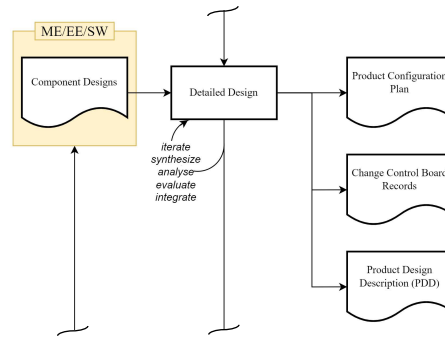 ME/EE/SW
Component Designs
Detailed Design
iterate
synthesize
analyse
evaluate
integrate
Product Configuration
Plan
Change Control Board
Records
Product Design
Description (PDD)